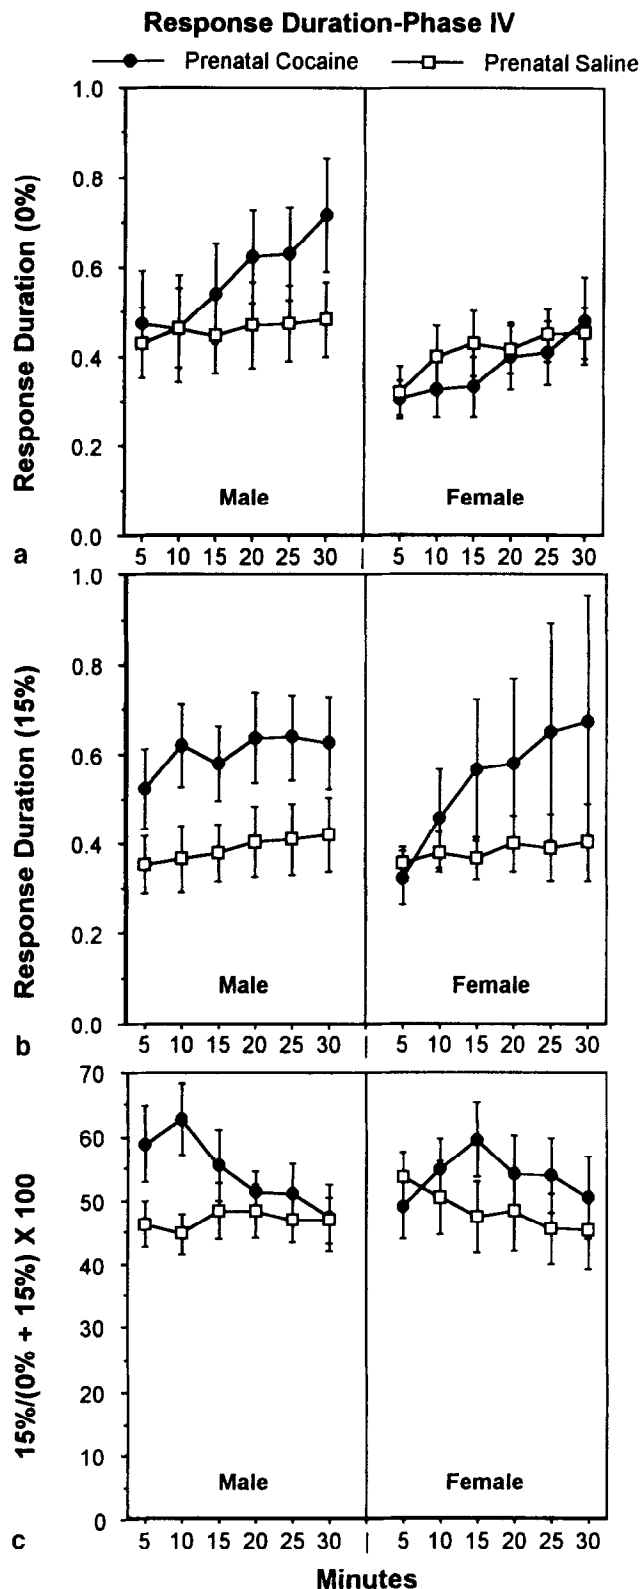 Response Duration-Phase IV
Prenatal Cocaine Prenatal Saline
Response Duration (0%)
1.0
0.8
0.6
0.4
0.2
0.0
Male Female
5 10 15 20 25 30 5 10 15 20 25 30
a
Response Duration (15%)
1.0
0.8
0.6
0.4
0.2
0.0
Male Female
5 10 15 20 25 30 5 10 15 20 25 30
b
15%/(0% + 15%) X 100
70
60
50
40
30
20
10
0
Male Female
5 10 15 20 25 30 5 10 15 20 25 30
c
Minutes